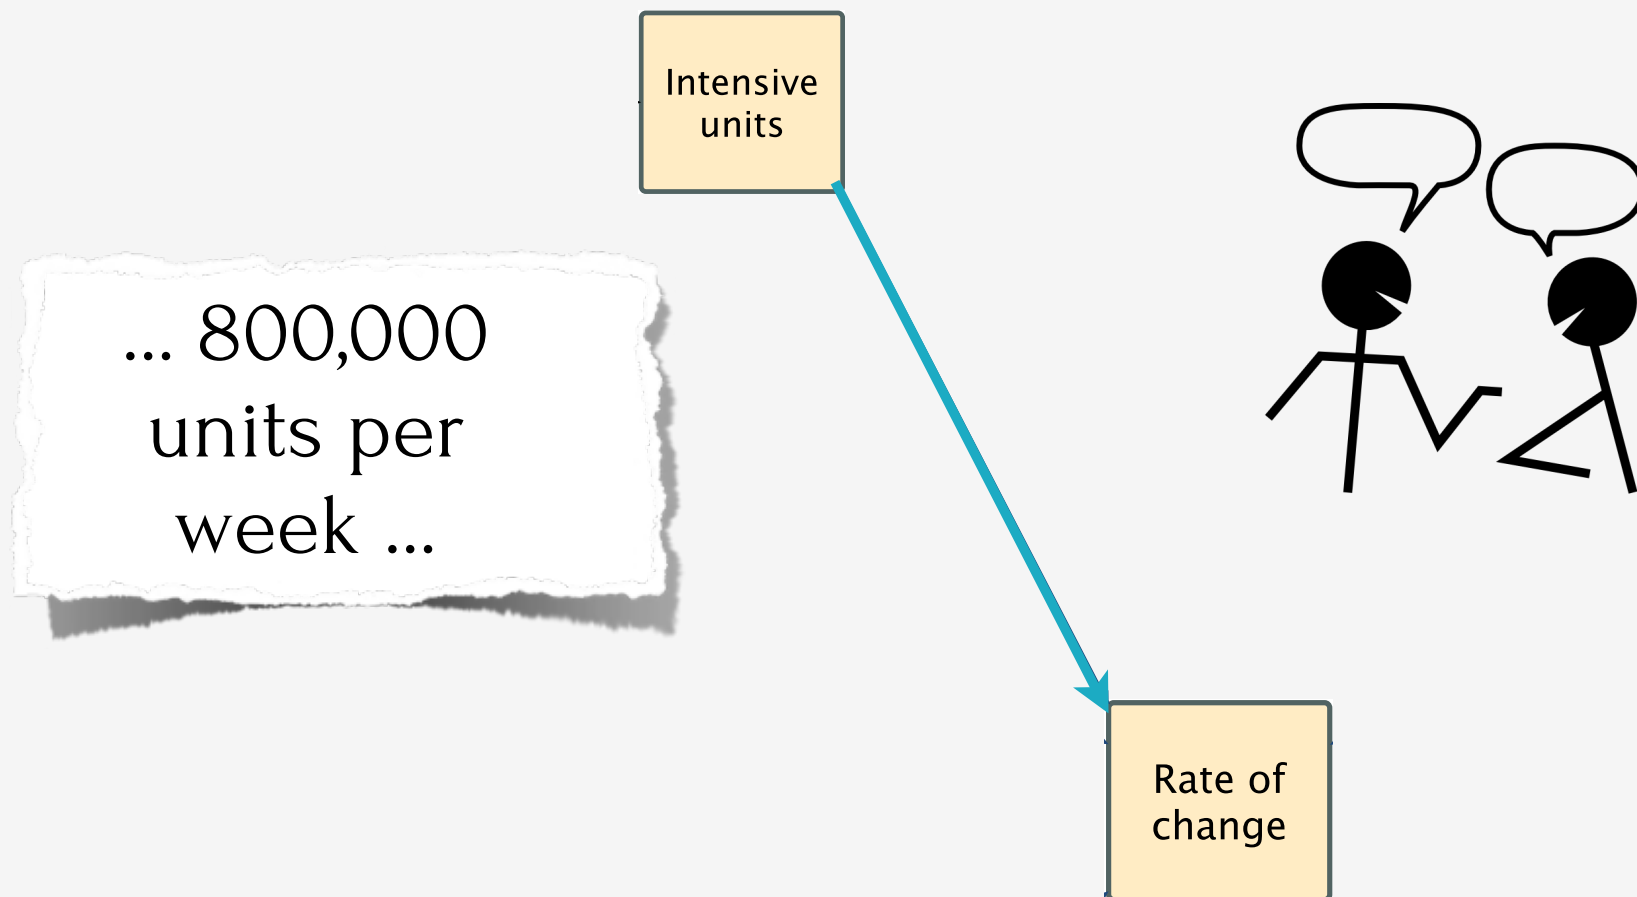 Intensive
units
... 800,000
units per
week ...
Rate of
change